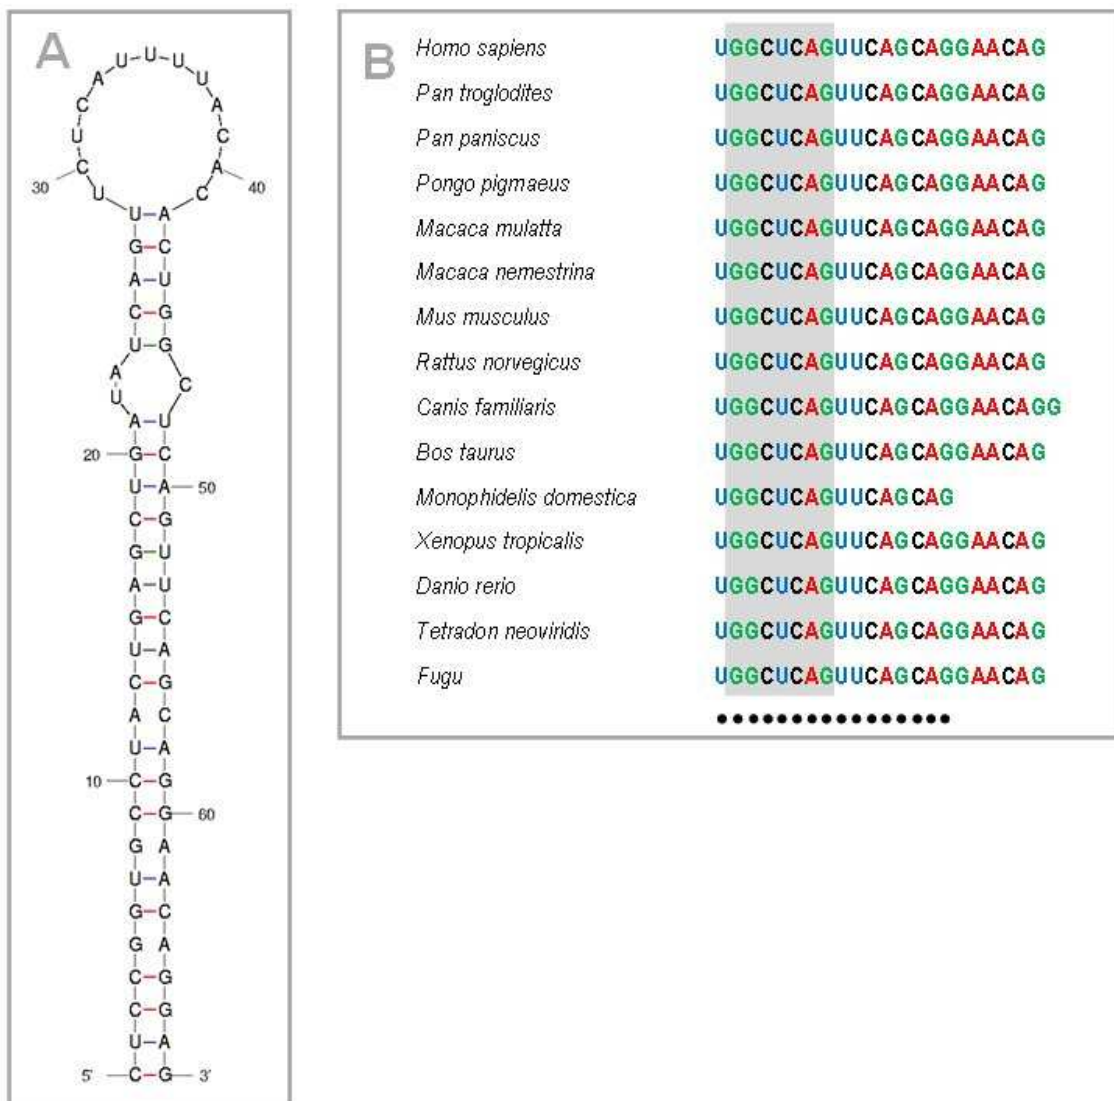 A
U U U
A U
C A
U C
C A
30 40
U C
U A
G C
A U
C G
U G
A C
U
A U
20 G C
U A 50
C G
G U
A U
G C
U A
C G
A C
U A
10 C G
C G 60
G A
U A
G C
G A
C G
C G
U A
5' C G 3'
B
Homo sapiens UGGCUCAGUUCAGCAGGAACAG
Pan troglodites UGGCUCAGUUCAGCAGGAACAG
Pan paniscus UGGCUCAGUUCAGCAGGAACAG
Pongo pigmaeus UGGCUCAGUUCAGCAGGAACAG
Macaca mulatta UGGCUCAGUUCAGCAGGAACAG
Macaca nemestrina UGGCUCAGUUCAGCAGGAACAG
Mus musculus UGGCUCAGUUCAGCAGGAACAG
Rattus norvegicus UGGCUCAGUUCAGCAGGAACAG
Canis familiaris UGGCUCAGUUCAGCAGGAACAGG
Bos taurus UGGCUCAGUUCAGCAGGAACAG
Monophidelis domestica UGGCUCAGUUCAGCAG
Xenopus tropicalis UGGCUCAGUUCAGCAGGAACAG
Danio rerio UGGCUCAGUUCAGCAGGAACAG
Tetradon neoviridis UGGCUCAGUUCAGCAGGAACAG
Fugu UGGCUCAGUUCAGCAGGAACAG